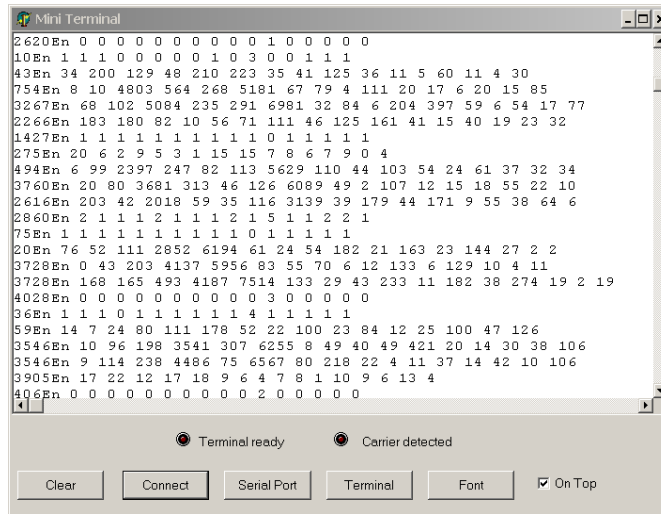 Mini Terminal
2620En 0 0 0 0 0 0 0 0 0 0 1 0 0 0 0 0
10En 1 1 1 0 0 0 0 0 1 0 3 0 0 1 1 1
43En 34 200 129 48 210 223 35 41 125 36 11 5 60 11 4 30
754En 8 10 4803 564 268 5181 67 79 4 111 20 17 6 20 15 85
3267En 68 102 5084 235 291 6981 32 84 6 204 397 59 6 54 17 77
2266En 183 180 82 10 56 71 111 46 125 161 41 15 40 19 23 32
1427En 1 1 1 1 1 1 1 1 1 1 0 1 1 1 1 1
275En 20 6 2 9 5 3 1 15 15 7 8 6 7 9 0 4
494En 6 99 2397 247 82 113 5629 110 44 103 54 24 61 37 32 34
3760En 20 80 3681 313 46 126 6089 49 2 107 12 15 18 55 22 10
2616En 203 42 2018 59 35 116 3139 39 179 44 171 9 55 38 64 6
2860En 2 1 1 1 2 1 1 1 2 1 5 1 1 2 2 1
75En 1 1 1 1 1 1 1 1 1 1 0 1 1 1 1 1
20En 76 52 111 2852 6194 61 24 54 182 21 163 23 144 27 2 2
3728En 0 43 203 4137 5956 83 55 70 6 12 133 6 129 10 4 11
3728En 168 165 493 4187 7514 133 29 43 233 11 182 38 274 19 2 19
4028En 0 0 0 0 0 0 0 0 0 0 3 0 0 0 0 0
36En 1 1 1 0 1 1 1 1 1 1 4 1 1 1 1 1
59En 14 7 24 80 111 178 52 22 100 23 84 12 25 100 47 126
3546En 10 96 198 3541 307 6255 8 49 40 49 421 20 14 30 38 106
3546En 9 114 238 4486 75 6567 80 218 22 4 11 37 14 42 10 106
3905En 17 22 12 17 18 9 6 4 7 8 1 10 9 6 13 4
406En 0 0 0 0 0 0 0 0 0 0 2 0 0 0 0 0
Terminal ready Carrier detected
Clear Connect Serial Port Terminal Font On Top